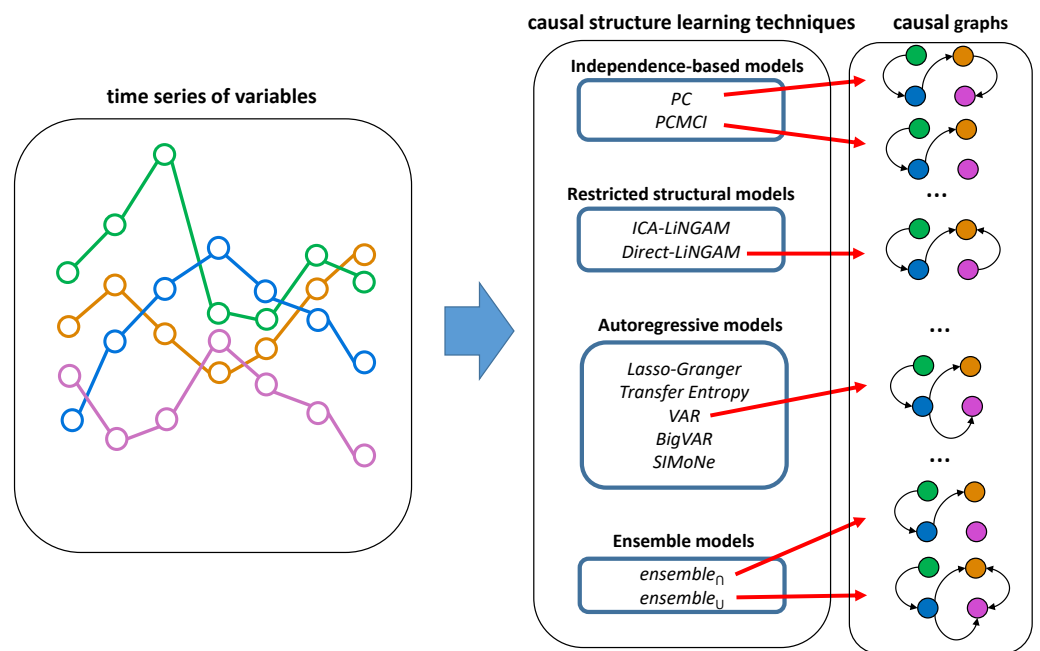 causal structure learning techniques
causal graphs
time series of variables
Independence-based models
PC
PCMCI
...
Restricted structural models
ICA-LiNGAM
Direct-LiNGAM
...
Autoregressive models
Lasso-Granger
Transfer Entropy
VAR
BigVAR
SIMoNe
...
Ensemble models
ensemble∩
ensemble∪